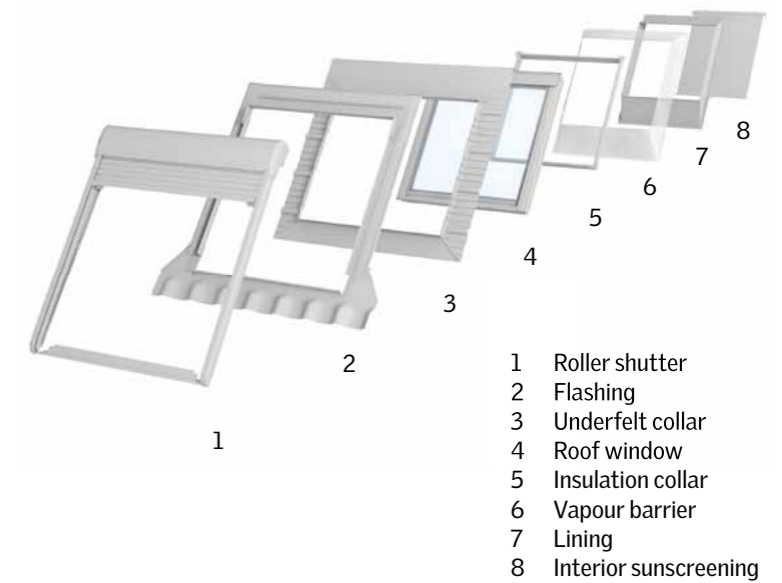 8
7
6
5
4
3
2
1
1 Roller shutter
2 Flashing
3 Underfelt collar
4 Roof window
5 Insulation collar
6 Vapour barrier
7 Lining
8 Interior sunscreening